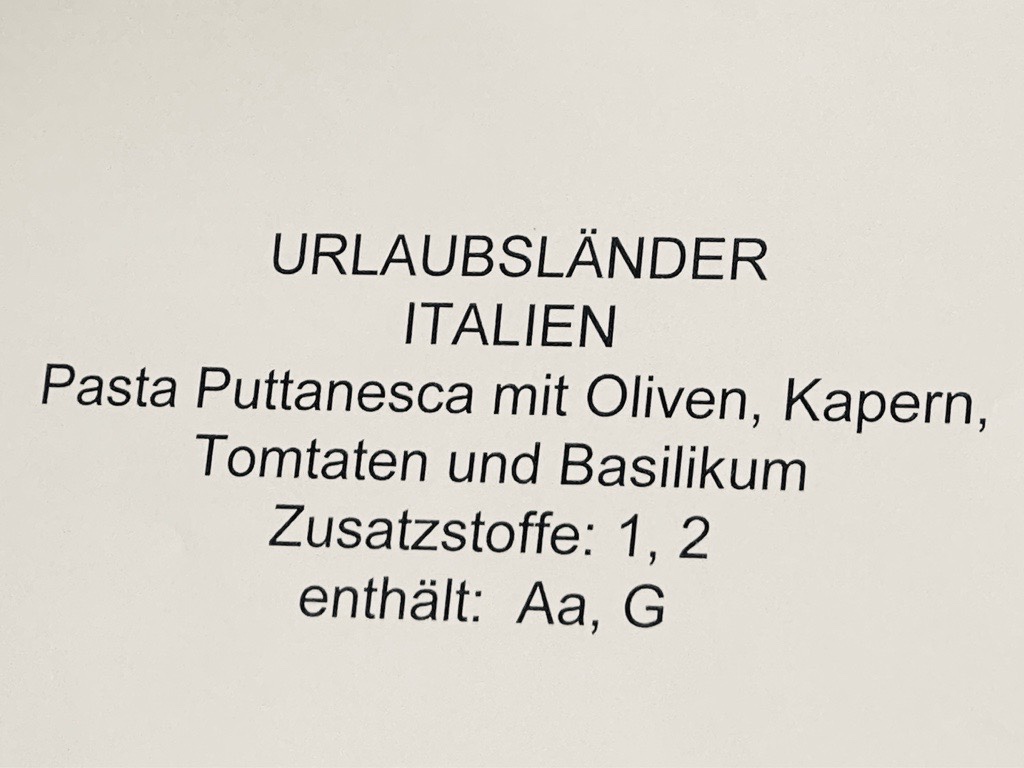 URLAUBSLÄNDER
ITALIEN
Pasta Puttanesca mit Oliven, Kapern,
Tomtaten und Basilikum
Zusatzstoffe: 1, 2
enthält: Aa, G